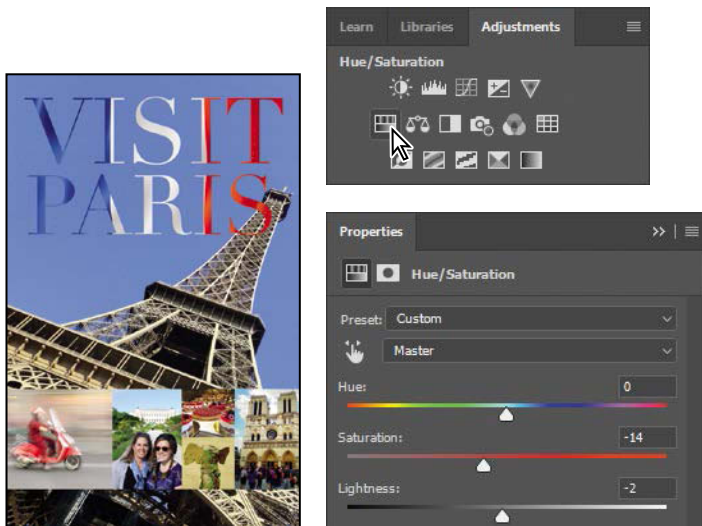 VISIT
PARIS
Learn Libraries Adjustments
Hue/Saturation
Properties
Hue/Saturation
Preset: Custom
Master
Hue: 0
Saturation: -14
Lightness: -2